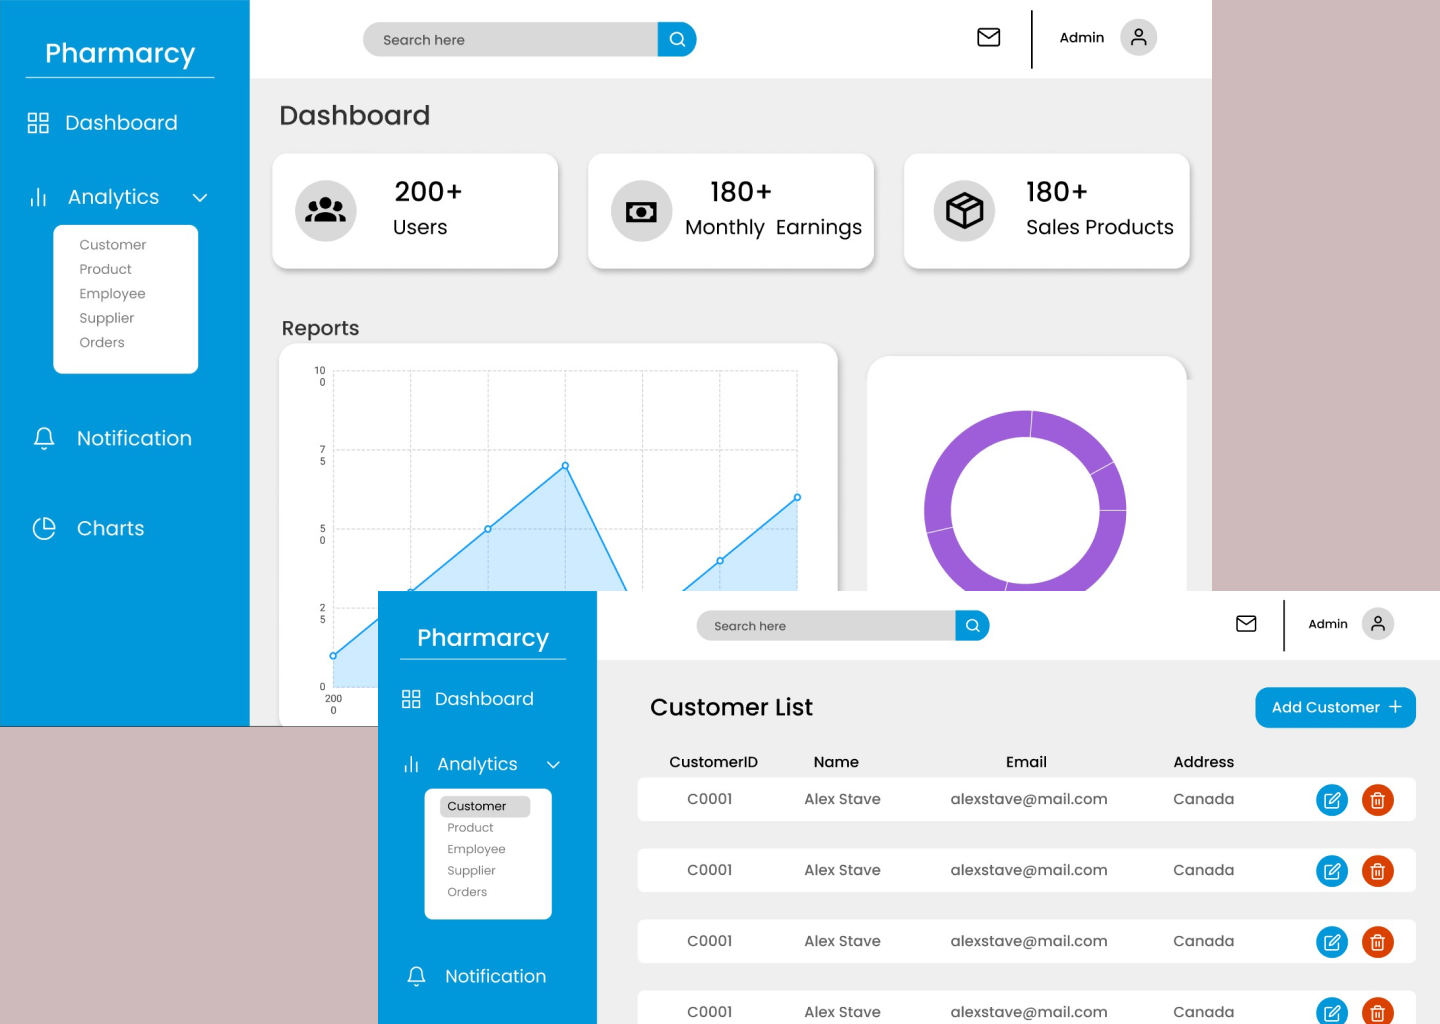 Pharmarcy
Dashboard
Analytics
Customer
Product
Employee
Supplier
Orders
Notification
Charts
Search here
Admin
Dashboard
200+
Users
180+
Monthly Earnings
180+
Sales Products
Reports
10
0
7
5
5
0
2
5
0
200
0
Pharmarcy
Dashboard
Analytics
Customer
Product
Employee
Supplier
Orders
Notification
Search here
Admin
Customer List
Add Customer +
CustomerID Name Email Address
C0001 Alex Stave alexstave@mail.com Canada
C0001 Alex Stave alexstave@mail.com Canada
C0001 Alex Stave alexstave@mail.com Canada
C0001 Alex Stave alexstave@mail.com Canada